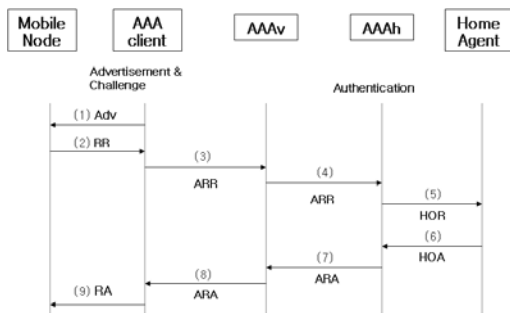 Mobile Node
AAA client
AAAv
AAAh
Home Agent
Advertisement & Challenge
Authentication
(1) Adv
(2) RR
(3)
ARR
(4)
ARR
(5)
HOR
(6)
HOA
(7)
ARA
(8)
ARA
(9) RA